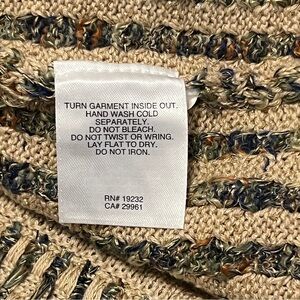 TURN GARMENT INSIDE OUT.
HAND WASH COLD
SEPARATELY.
DO NOT BLEACH.
DO NOT TWIST OR WRING.
LAY FLAT TO DRY.
DO NOT IRON.
RN# 19232
CA# 29961